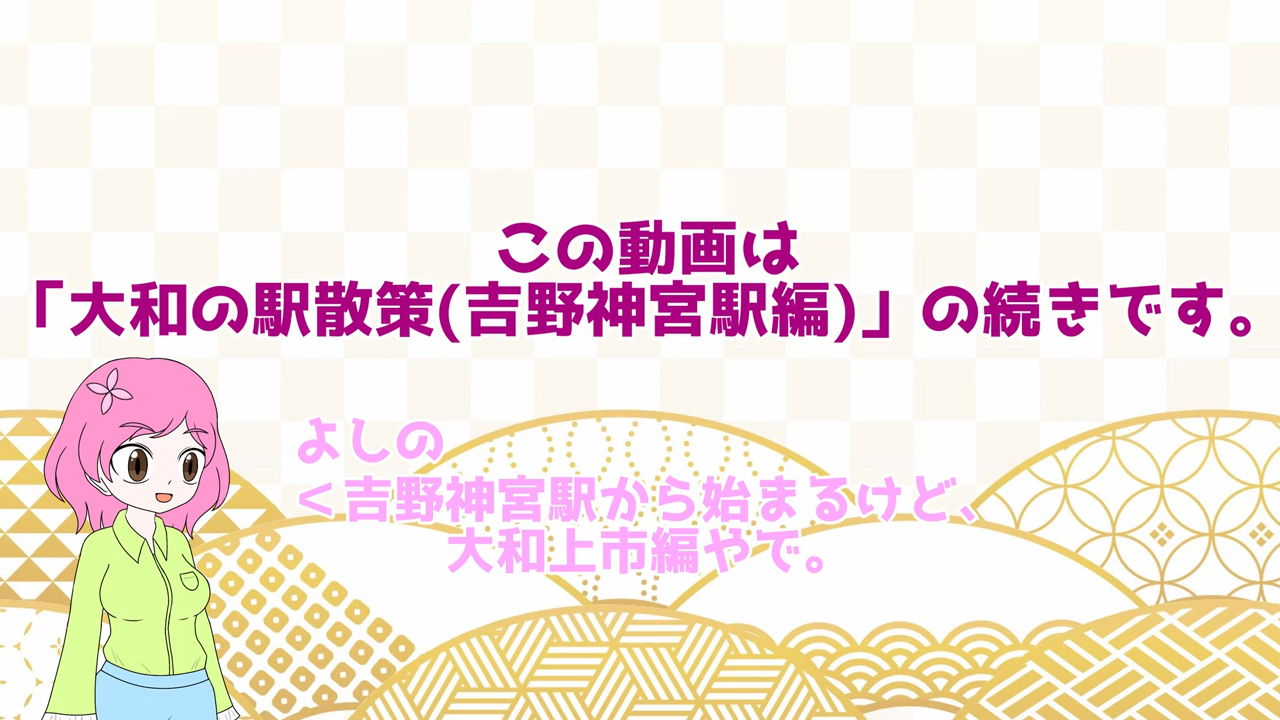 この動画は
「大和の駅散策(吉野神宮駅編)」の続きです。
よしの
＜吉野神宮駅から始まるけど、
大和上市編やで。